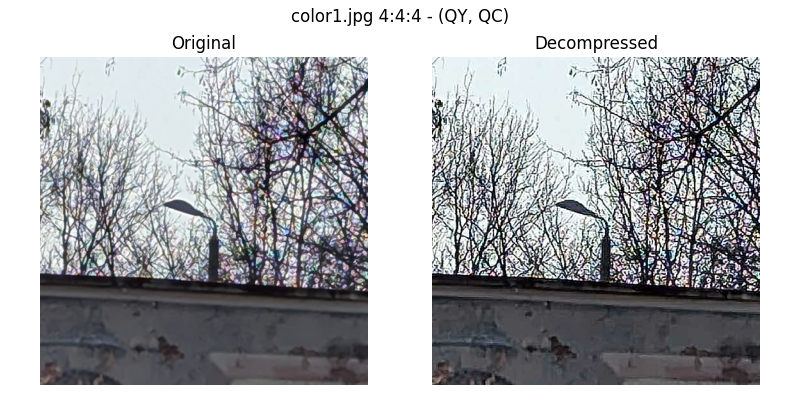 color1.jpg 4:4:4 - (QY, QC)
Original
Decompressed